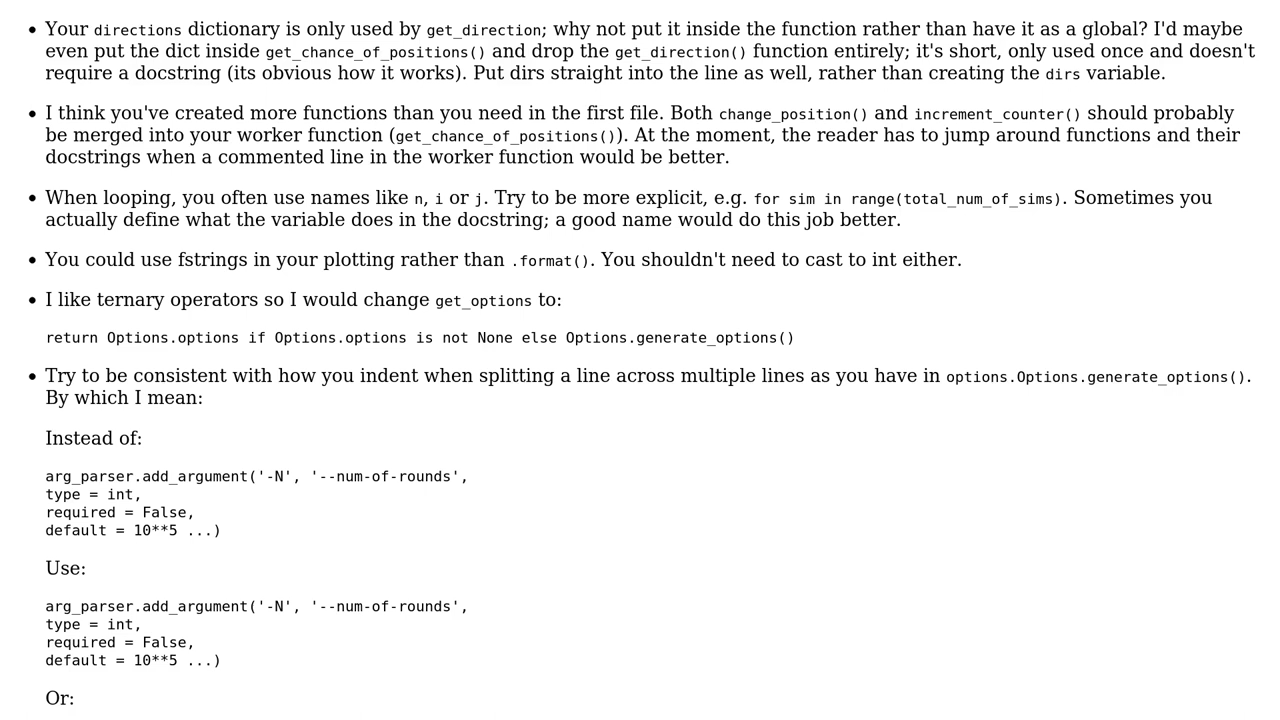 • Your directions dictionary is only used by get_direction; why not put it inside the function rather than have it as a global? I'd maybe
even put the dict inside get_chance_of_positions() and drop the get_direction() function entirely; it's short, only used once and doesn't
require a docstring (its obvious how it works). Put dirs straight into the line as well, rather than creating the dirs variable.
• I think you've created more functions than you need in the first file. Both change_position() and increment_counter() should probably
be merged into your worker function (get_chance_of_positions()). At the moment, the reader has to jump around functions and their
docstrings when a commented line in the worker function would be better.
• When looping, you often use names like n, i or j. Try to be more explicit, e.g. for sim in range(total_num_of_sims). Sometimes you
actually define what the variable does in the docstring; a good name would do this job better.
• You could use fstrings in your plotting rather than .format(). You shouldn't need to cast to int either.
• I like ternary operators so I would change get_options to:
return Options.options if Options.options is not None else Options.generate_options()
• Try to be consistent with how you indent when splitting a line across multiple lines as you have in options.Options.generate_options().
By which I mean:
Instead of:
arg_parser.add_argument('-N', '--num-of-rounds',
type = int,
required = False,
default = 10**5 ...)
Use:
arg_parser.add_argument('-N', '--num-of-rounds',
type = int,
required = False,
default = 10**5 ...)
Or: